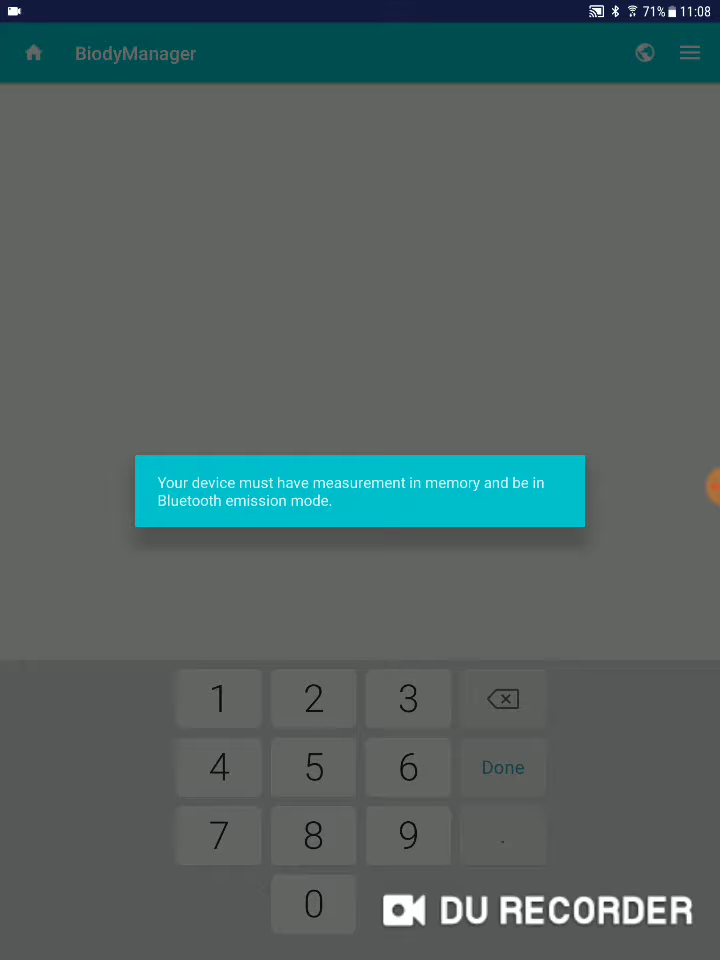 71% 11:08
BiodyManager
Your device must have measurement in memory and be in
Bluetooth emission mode.
1 2 3
4 5 6 Done
7 8 9 .
0
DU RECORDER